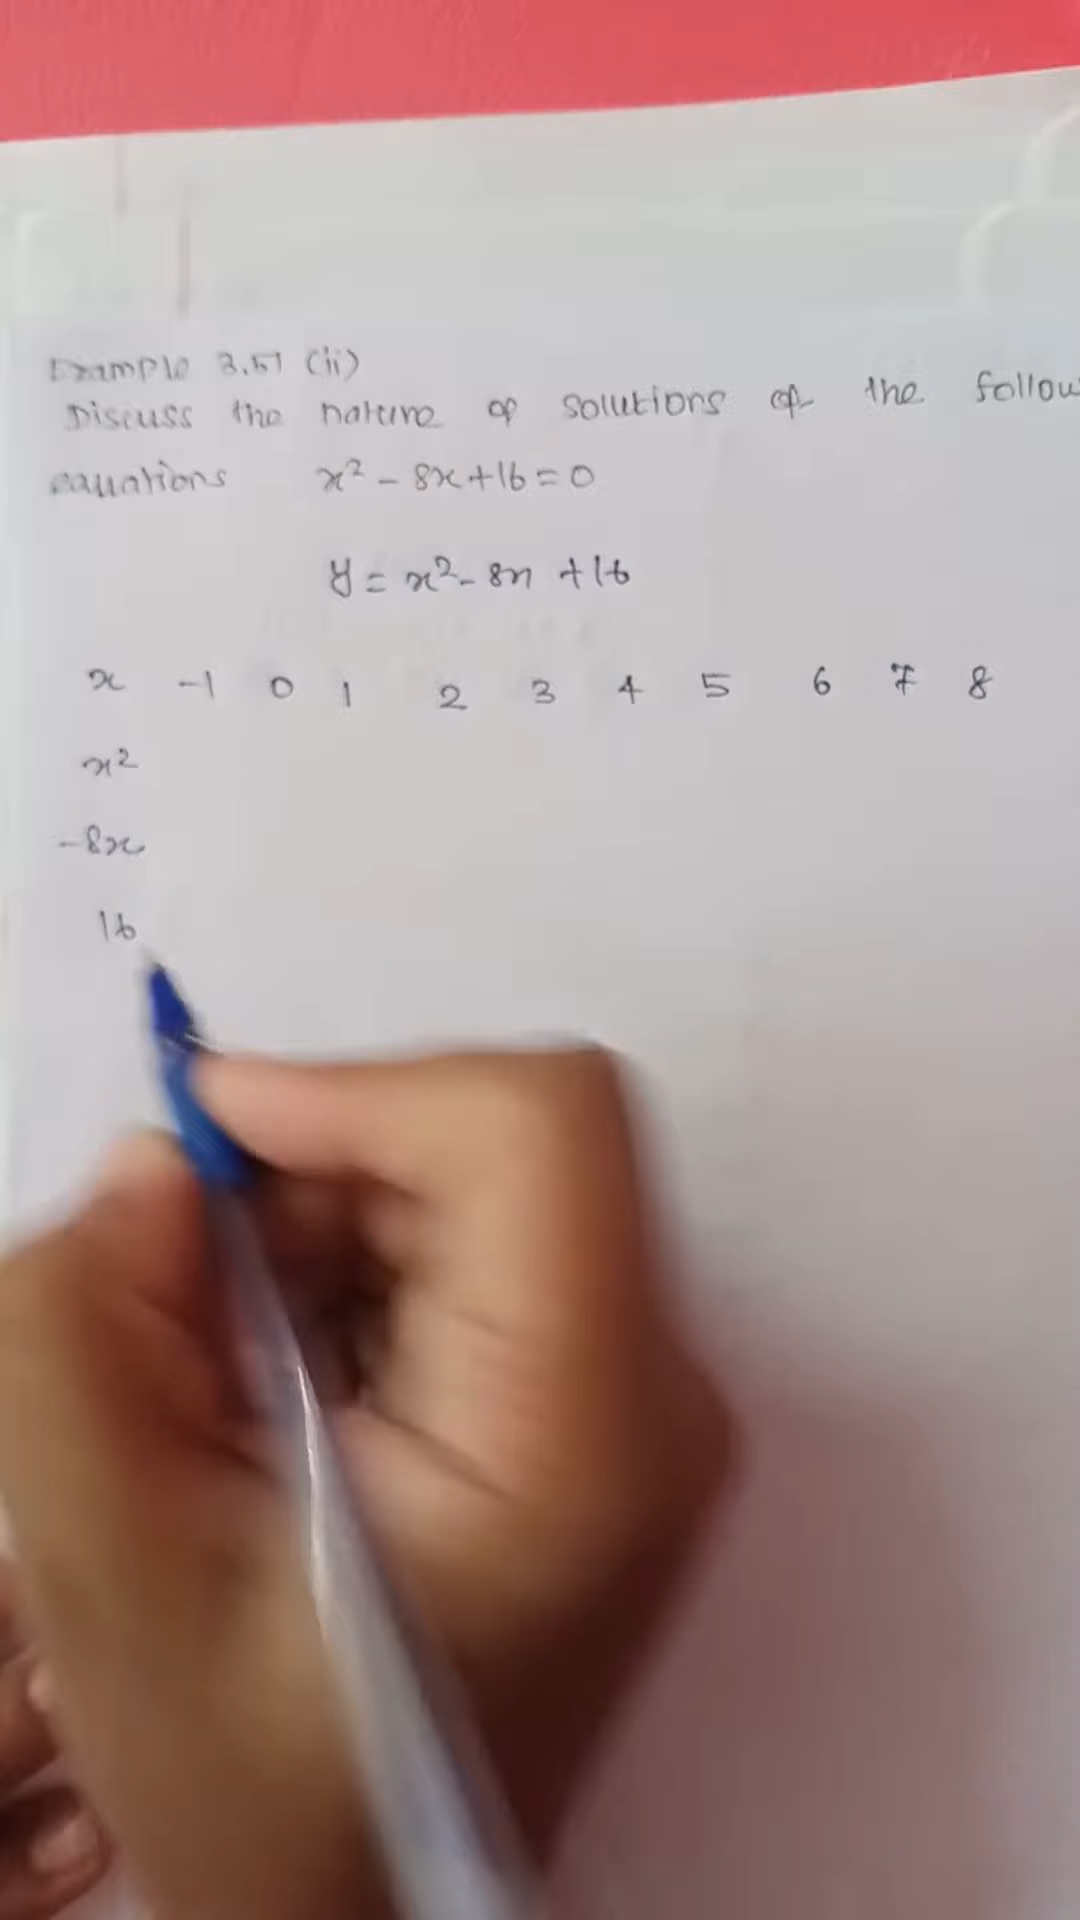 Example 3.51 (ii)
Discuss the nature of solutions of the follow
equations x² - 8x + 16 = 0
y = x² - 8x + 16
x -1 0 1 2 3 4 5 6 7 8
x²
-8x
16